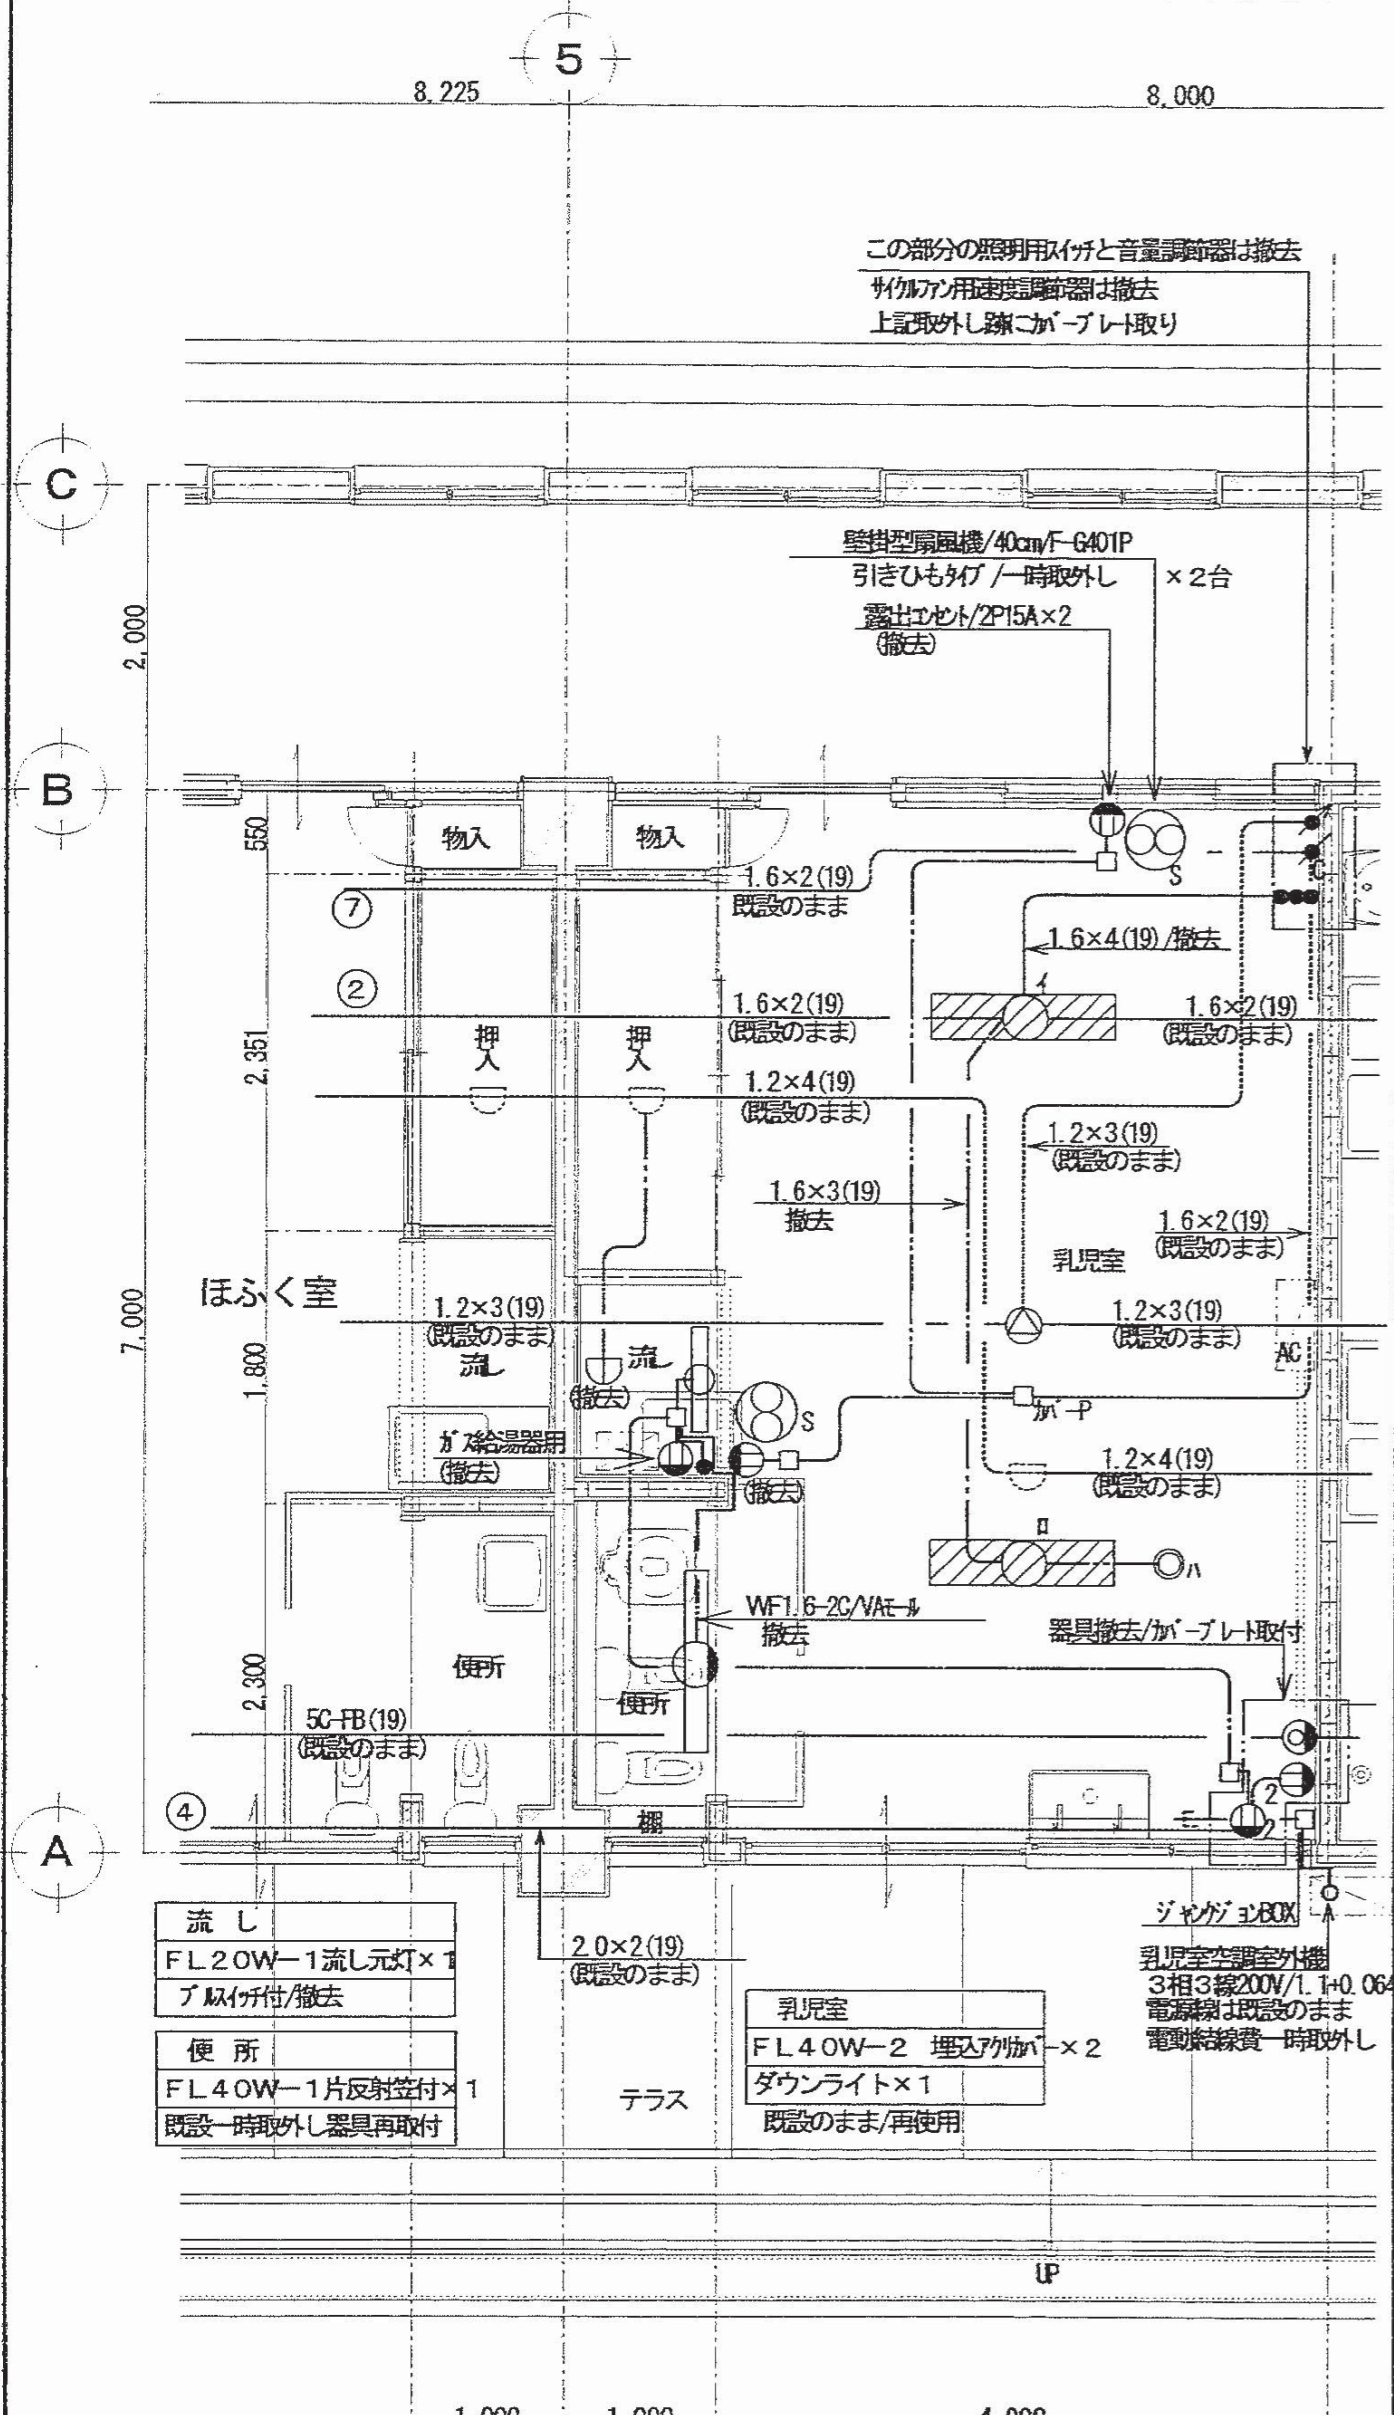 5
8,225
8,000
この部分の照明用スイッチと音量調節器は撤去
サイクルファン用速度調節器は撤去
上記取外し跡にカバープレート取り
C
壁掛型扇風機/40cm/F-G401P
引きひもタイプ/一時取外し
×2台
露出コンセント/2P15A×2
(撤去)
2,000
B
550
物入
物入
S
C
1.6×2(19)
既設のまま
⑦
1.6×4(19)/撤去
②
イ
1.6×2(19)
(既設のまま)
1.6×2(19)
(既設のまま)
押入
押入
2,351
1.2×4(19)
(既設のまま)
1.2×3(19)
(既設のまま)
1.6×3(19)
撤去
1.6×2(19)
(既設のまま)
乳児室
ほふく室
7,000
1.2×3(19)
(既設のまま)
1.2×3(19)
(既設のまま)
流し
流し
AC
1,800
(撤去)
カバーP
S
ガス給湯器用
(撤去)
(撤去)
1.2×4(19)
(既設のまま)
ロ
ハ
WF1.6-2C/VAモール
撤去
器具撤去/カバープレート取付
便所
便所
2,300
5C-FB(19)
(既設のまま)
2
④
棚
E
2
A
流 し
FL20W-1流し元灯×1
プルスイッチ付/撤去
2.0×2(19)
(既設のまま)
ジャンクションBOX
乳児室空調室外機
3相3線200V/1.1+0.064
電源線は既設のまま
電動結線費一時取外し
便 所
FL40W-1片反射笠付×1
既設一時取外し器具再取付
乳児室
FL40W-2 埋込アクリルカバー×2
ダウンライト×1
既設のまま/再使用
テラス
UP